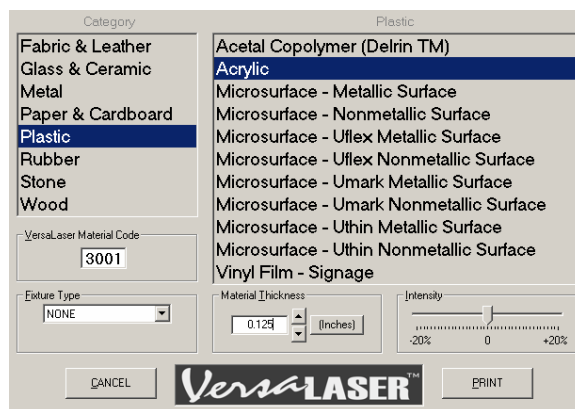 Category
Fabric & Leather
Glass & Ceramic
Metal
Paper & Cardboard
Plastic
Rubber
Stone
Wood
Plastic
Acetal Copolymer (Delrin TM)
Acrylic
Microsurface - Metallic Surface
Microsurface - Nonmetallic Surface
Microsurface - Uflex Metallic Surface
Microsurface - Uflex Nonmetallic Surface
Microsurface - Umark Metallic Surface
Microsurface - Umark Nonmetallic Surface
Microsurface - Uthin Metallic Surface
Microsurface - Uthin Nonmetallic Surface
Vinyl Film - Signage
VersaLaser Material Code
3001
Fixture Type
NONE
Material Thickness
0.125 (Inches)
Intensity
-20% 0 +20%
CANCEL
VersaLASER™
PRINT